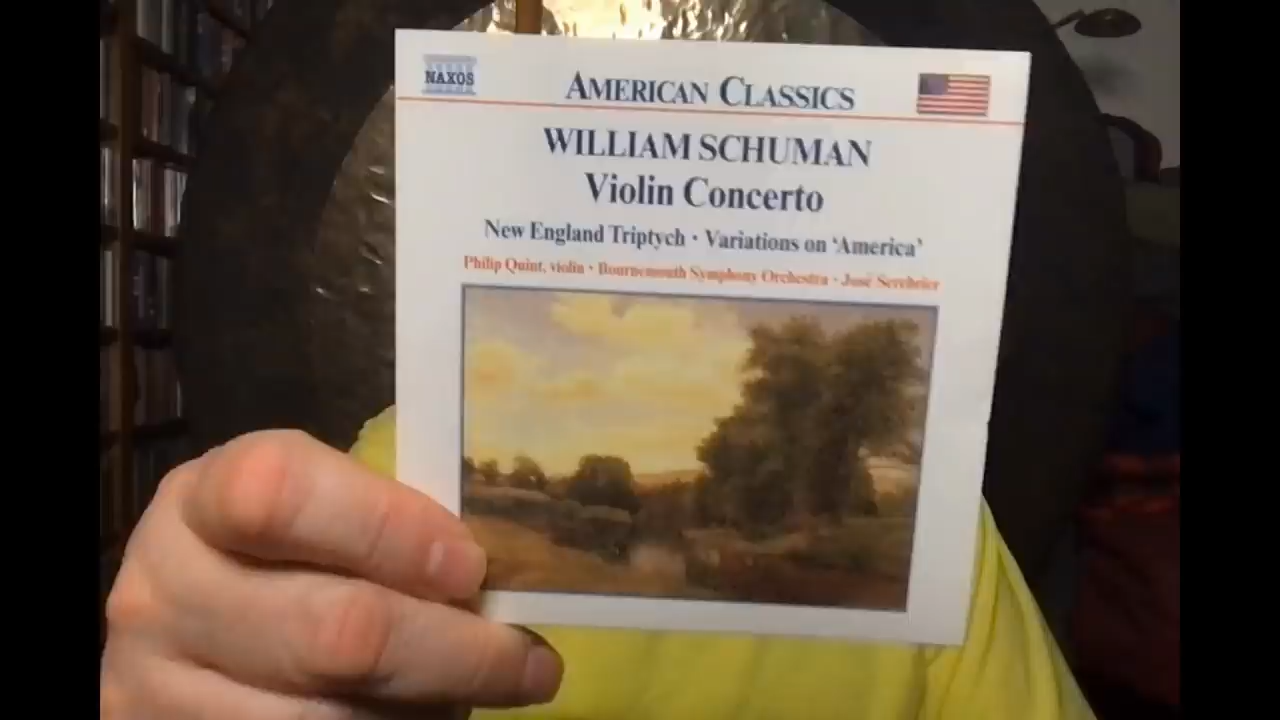 NAXOS
AMERICAN CLASSICS
WILLIAM SCHUMAN
Violin Concerto
New England Triptych · Variations on ‘America’
Philip Quint, violin · Bournemouth Symphony Orchestra · José Serebrier